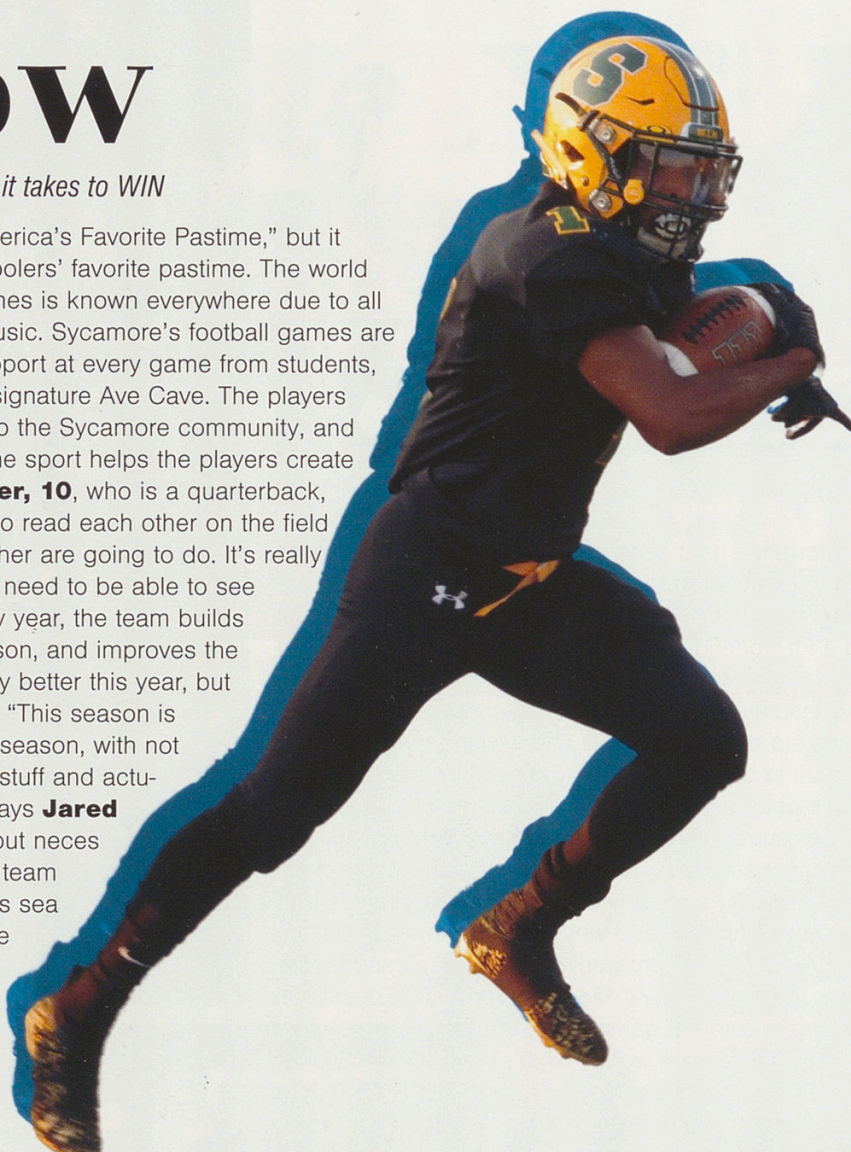 OW
it takes to WIN
erica's Favorite Pastime,” but it
olers' favorite pastime. The world
nes is known everywhere due to all
usic. Sycamore's football games are
port at every game from students,
signature Ave Cave. The players
o the Sycamore community, and
e sport helps the players create
er, 10, who is a quarterback,
o read each other on the field
her are going to do. It's really
need to be able to see
y year, the team builds
son, and improves the
y better this year, but
“This season is
season, with not
stuff and actu-
ays Jared
out neces
team
s sea
e
S
1